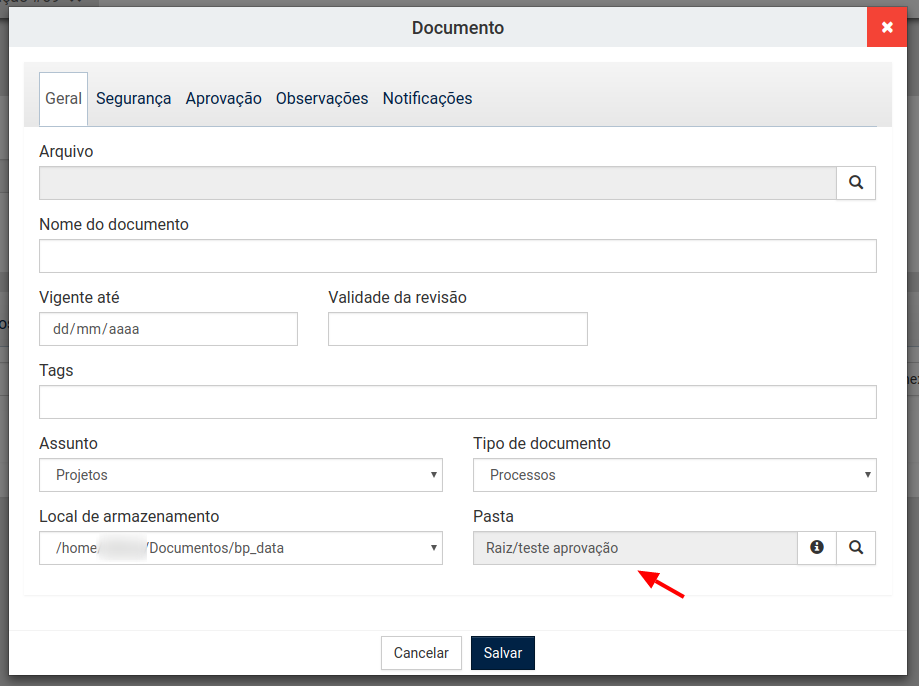 Documento
Geral Segurança Aprovação Observações Notificações
Arquivo
Nome do documento
Vigente até Validade da revisão
dd/mm/aaaa
Tags
Assunto Tipo de documento
Projetos Processos
Local de armazenamento Pasta
/home/ /Documentos/bp_data Raiz/teste aprovação
Cancelar Salvar